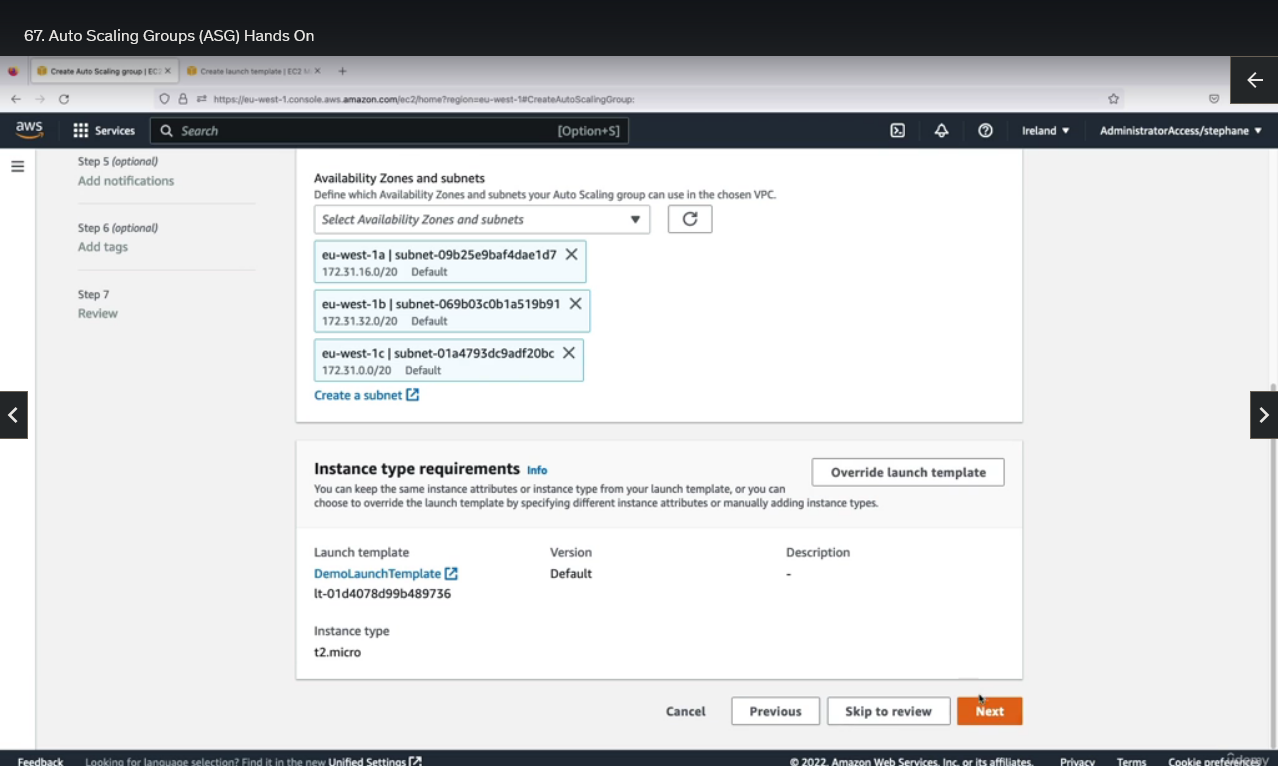 67. Auto Scaling Groups (ASG) Hands On
Create Auto Scaling group | EC2
Create launch template | EC2 M
https://eu-west-1.console.aws.amazon.com/ec2/home?region=eu-west-1#CreateAutoScalingGroup:
aws
Services
Search
[Option+S]
Ireland
AdministratorAccess/stephane
Step 5 (optional)
Add notifications
Step 6 (optional)
Add tags
Step 7
Review
Availability Zones and subnets
Define which Availability Zones and subnets your Auto Scaling group can use in the chosen VPC.
Select Availability Zones and subnets
eu-west-1a | subnet-09b25e9baf4dae1d7
172.31.16.0/20 Default
eu-west-1b | subnet-069b03c0b1a519b91
172.31.32.0/20 Default
eu-west-1c | subnet-01a4793dc9adf20bc
172.31.0.0/20 Default
Create a subnet
Instance type requirements Info
Override launch template
You can keep the same instance attributes or instance type from your launch template, or you can
choose to override the launch template by specifying different instance attributes or manually adding instance types.
Launch template Version Description
DemoLaunchTemplate Default -
lt-01d4078d99b489736
Instance type
t2.micro
Cancel Previous Skip to review Next
Feedback Looking for language selection? Find it in the new Unified Settings © 2022, Amazon Web Services, Inc. or its affiliates. Privacy Terms Cookie preferences
Udemy